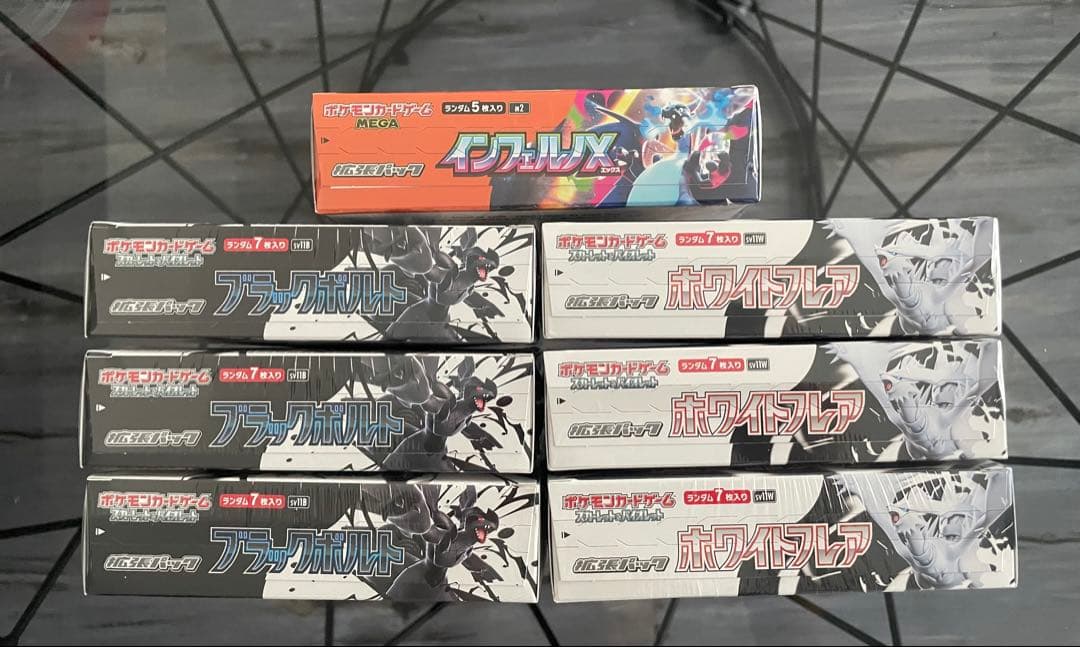 ポケモンカードゲーム ランダム5枚入り M2
MEGA
インフェルノX
エックス
拡張パック
ポケモンカードゲーム ランダム7枚入り SV11B
スカーレット&バイオレット
ブラックボルト
拡張パック
ポケモンカードゲーム ランダム7枚入り SV11W
スカーレット&バイオレット
ホワイトフレア
拡張パック
ポケモンカードゲーム ランダム7枚入り SV11B
スカーレット&バイオレット
ブラックボルト
拡張パック
ポケモンカードゲーム ランダム7枚入り SV11W
スカーレット&バイオレット
ホワイトフレア
拡張パック
ポケモンカードゲーム ランダム7枚入り SV11B
スカーレット&バイオレット
ブラックボルト
拡張パック
ポケモンカードゲーム ランダム7枚入り SV11W
スカーレット&バイオレット
ホワイトフレア
拡張パック